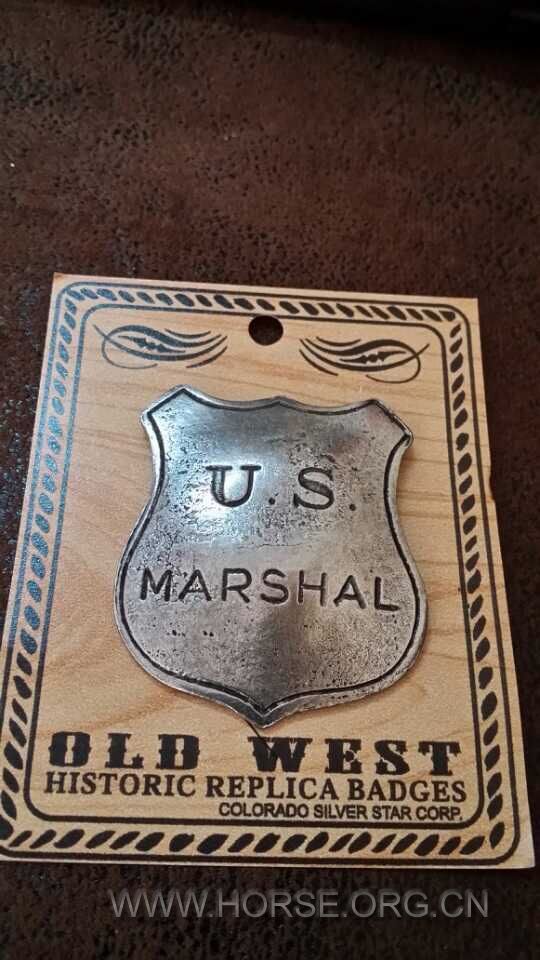 U.S.
MARSHAL
OLD WEST
HISTORIC REPLICA BADGES
COLORADO SILVER STAR CORP.
WWW.HORSE.ORG.CN